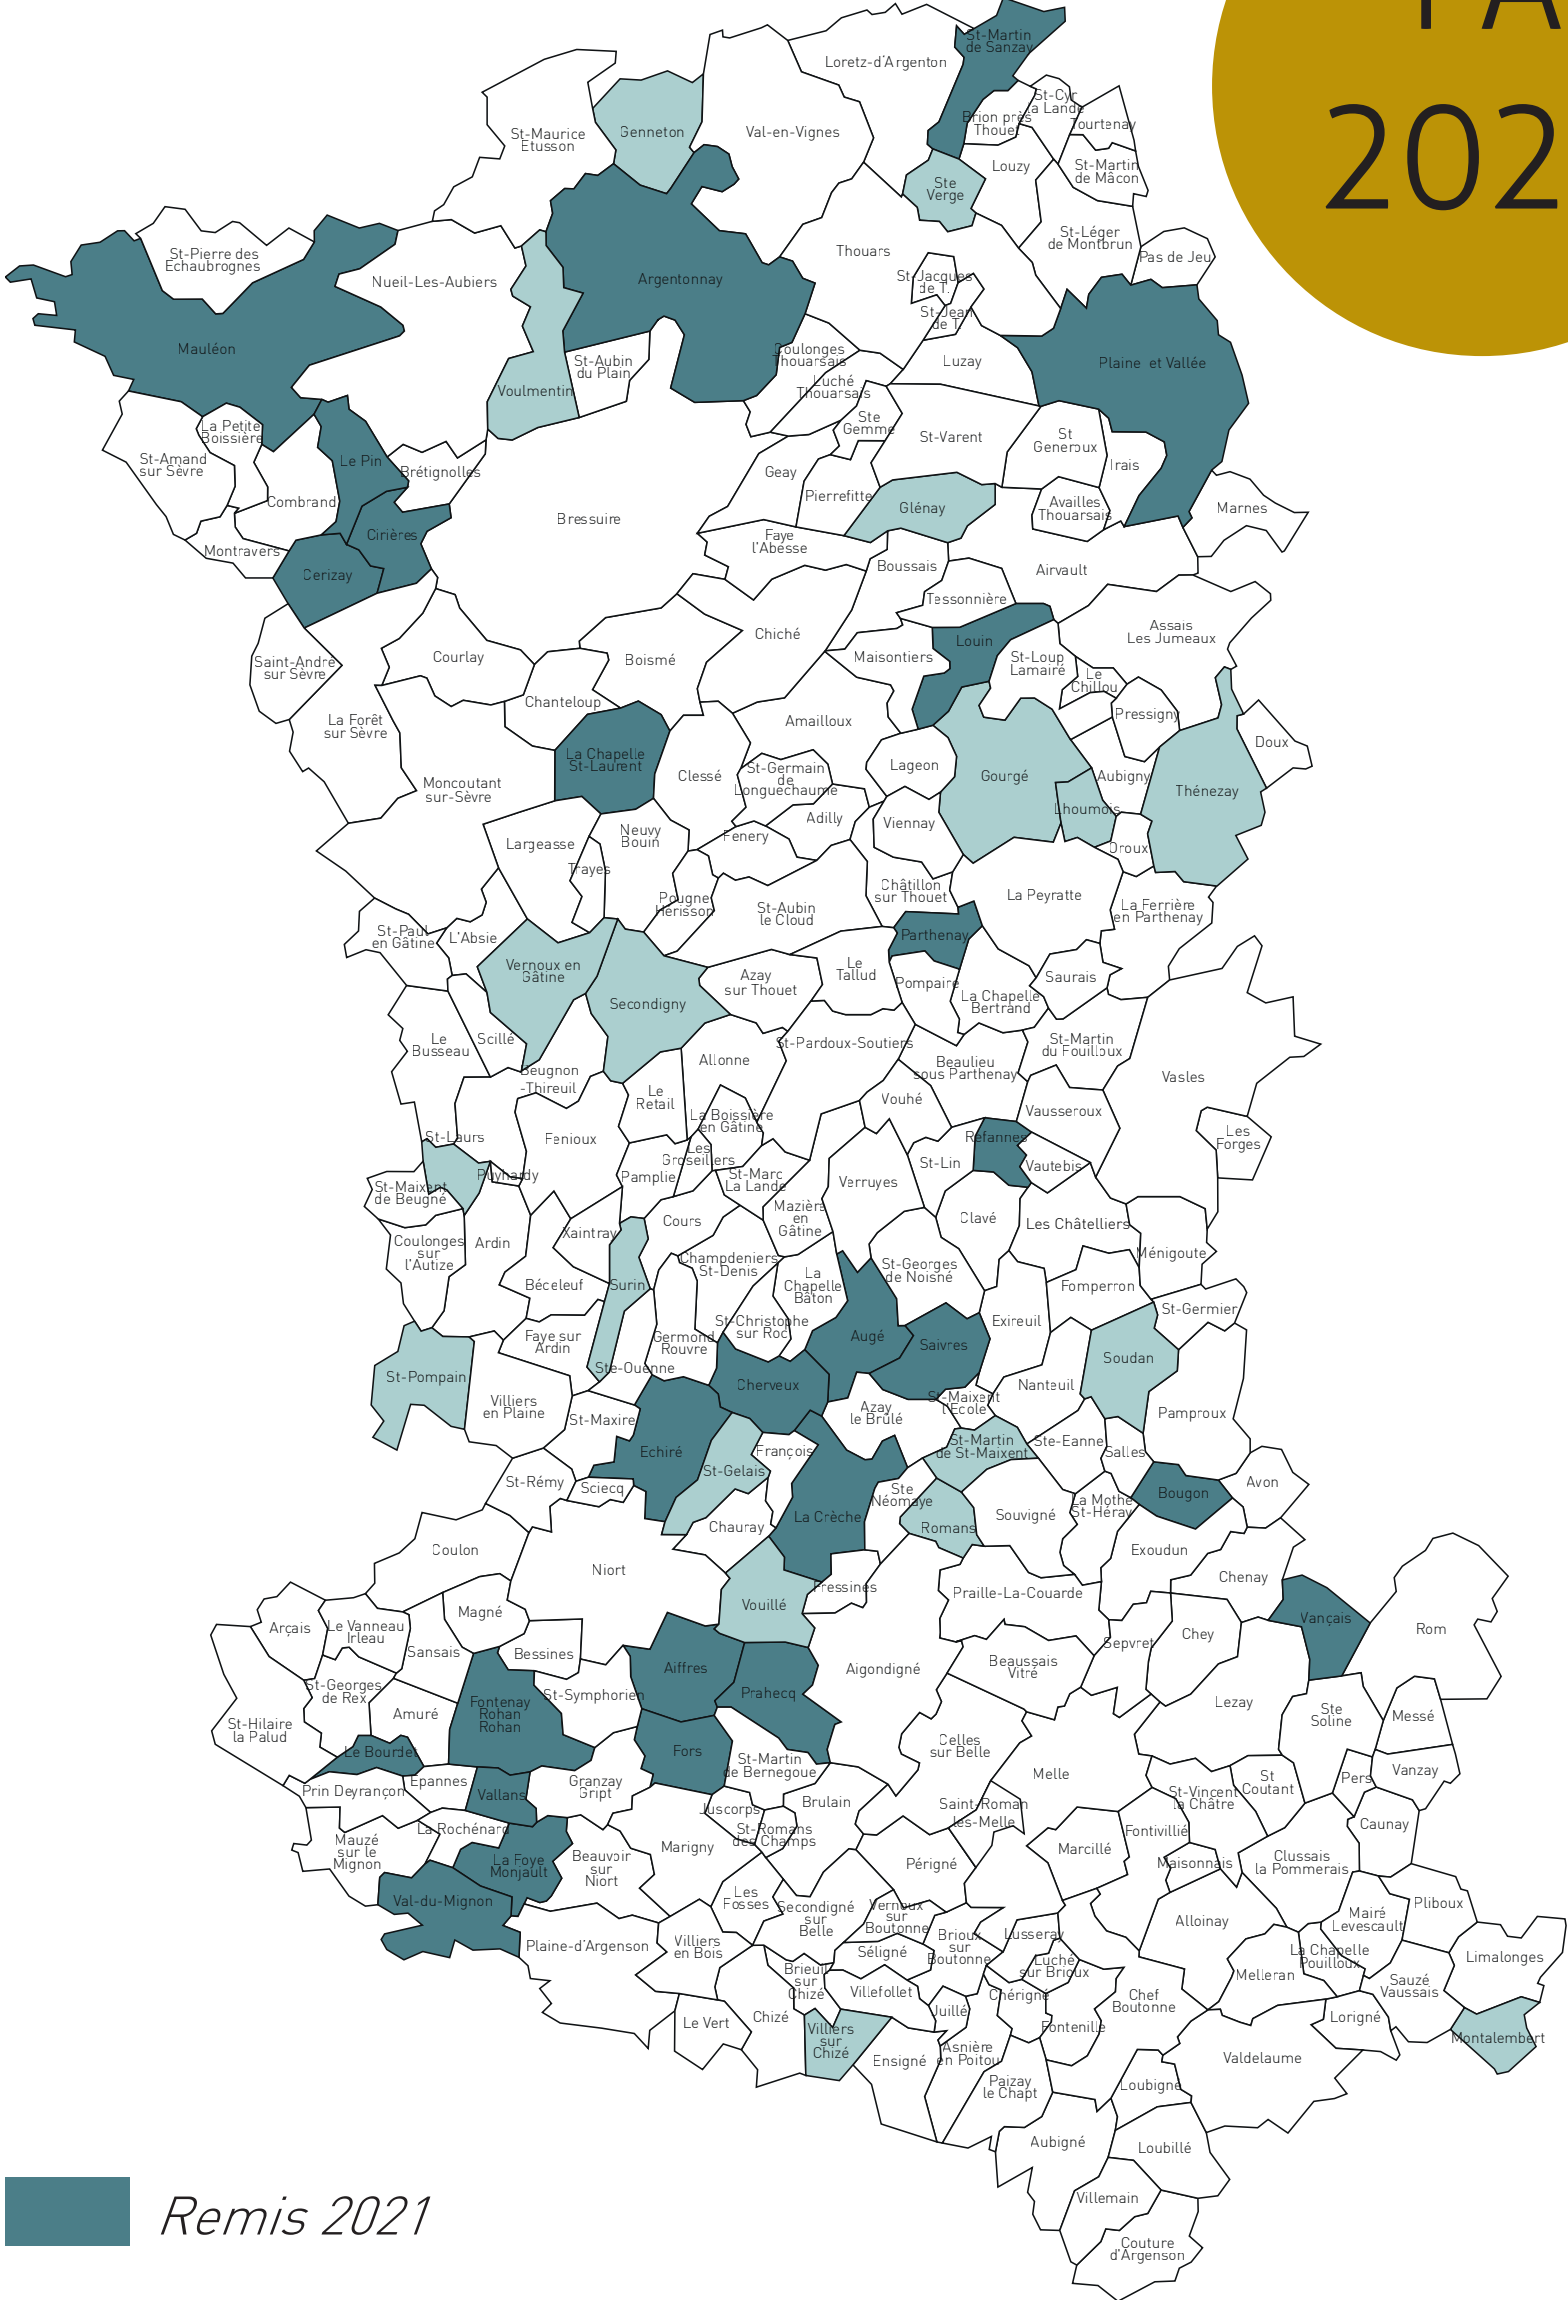 202
St-Martin
de Sanzay
Loretz-d'Argenton
St-Cyr
la Lande
Brion près
Thouet
Tourtenay
St-Maurice
Etusson
Genneton
Val-en-Vignes
Louzy
St-Martin
de Mâcon
Ste
Verge
St-Léger
de Montbrun
Pas de Jeu
St-Pierre des
Echaubrognes
Nueil-Les-Aubiers
Argentonnay
Thouars
St-Jacques
de T.
St-Jean
de T.
Mauléon
Voulmentin
St-Aubin
du Plain
Coulonges
Thouarsais
Luché
Thouarsais
Luzay
Plaine et Vallée
Ste
Gemme
St-Varent
St
Generoux
Irais
La Petite
Boissière
St-Amand
sur Sèvre
Le Pin
Brétignolles
Combrand
Geay
Pierrefitte
Glénay
Availles
Thouarsais
Marnes
Bressuire
Cirières
Montravers
Cerizay
Faye
l'Abesse
Boussais
Airvault
Tessonnière
Chiché
Louin
Assais
Les Jumeaux
Saint-Andre
sur Sèvre
Courlay
Boismé
Maisontiers
St-Loup
Lamairé
Le
Chillou
Chanteloup
La Forêt
sur Sèvre
Amailloux
Pressigny
Doux
La Chapelle
St-Laurent
Clessé
St-Germain
de
Longuechaume
Lageon
Gourgé
Aubigny
Thénezay
Moncoutant
sur-Sèvre
Lhoumois
Adilly
Viennay
Largeasse
Neuvy
Bouin
Fenery
Oroux
Trayes
Pougne
Hérisson
St-Aubin
le Cloud
Châtillon
sur Thouet
La Peyratte
La Ferrière
en Parthenay
St-Paul
en Gâtine
L'Absie
Parthenay
Vernoux en
Gâtine
Secondigny
Azay
sur Thouet
Le
Tallud
Pompaire
La Chapelle
Bertrand
Saurais
Le
Busseau
Scillé
St-Pardoux-Soutiers
Allonne
Beaulieu
sous Parthenay
St-Martin
du Fouilloux
Vasles
Beugnon
-Thireuil
Le
Retail
Vouhé
Vausseroux
La Boissière
en Gâtine
St-Laurs
Fenioux
Les
Groseillers
Réfannes
Les
Forges
Puyhardy
Pamplie
St-Marc
La Lande
St-Lin
Vautebis
St-Maixent
de Beugné
Verruyes
Mazières
en
Gâtine
Clavé
Les Châtelliers
Coulonges
sur
l'Autize
Ardin
Xaintray
Cours
Ménigoute
Champdeniers
St-Denis
La
Chapelle
Bâton
St-Georges
de Noisné
Béceleuf
Surin
Fomperron
St-Germier
St-Christophe
sur Roc
Exireuil
Faye sur
Ardin
Germond
Rouvre
Augé
Saivres
Soudan
Ste-Ouenne
St-Pompain
Cherveux
Nanteuil
Villiers
en Plaine
St-Maxire
Azay
le Brûlé
St-Maixent
l'Ecole
Pamproux
Echiré
François
St-Martin
de St-Maixent
Ste-Eanne
Salles
St-Gelais
St-Rémy
Sciecq
Ste
Néomaye
La Mothe
St-Héray
Bougon
Avon
Chauray
La Crèche
Romans
Souvigné
Coulon
Niort
Exoudun
Chenay
Vouillé
Fressines
Praille-La-Couarde
Arçais
Le Vanneau
Irleau
Magné
Vançais
Rom
Sansais
Bessines
Sepvret
Chey
Aiffres
Aigondigné
Beaussais
Vitré
St-Georges
de Rex
Amuré
Fontenay
Rohan
Rohan
St-Symphorien
Prahecq
Lezay
Ste
Soline
Messé
St-Hilaire
la Palud
Le Bourdet
Fors
St-Martin
de Bernegoue
Celles
sur Belle
Melle
Prin Deyrançon
Epannes
Vallans
Granzay
Gript
St-Vincent
la Châtre
St
Coutant
Pers
Vanzay
Juscorps
Brulain
Saint-Roman
les-Melle
La Rochénard
St-Romans
des Champs
Fontivillié
Caunay
Mauzé
sur le
Mignon
Marigny
Marcillé
La Foye
Monjault
Beauvoir
sur
Niort
Périgné
Maisonnais
Clussais
la Pommerais
Val-du-Mignon
Les
Fosses
Secondigné
sur
Belle
Vernoux
sur
Boutonne
Alloinay
Mairé
Levescault
Pliboux
Plaine-d'Argenson
Villiers
en Bois
Séligné
Brioux
sur
Boutonne
Lusseray
La Chapelle
Pouilloux
Limalonges
Brieuil
sur
Chizé
Luché
sur Brioux
Melleran
Sauzé
Vaussais
Villefollet
Chérigné
Chef
Boutonne
Le Vert
Chizé
Juillé
Fontenille
Lorigné
Montalembert
Villiers
sur
Chizé
Ensigné
Asnière
en Poitou
Valdelaume
Paizay
le Chapt
Loubigné
Aubigné
Loubillé
Villemain
Couture
d'Argenson
Remis 2021